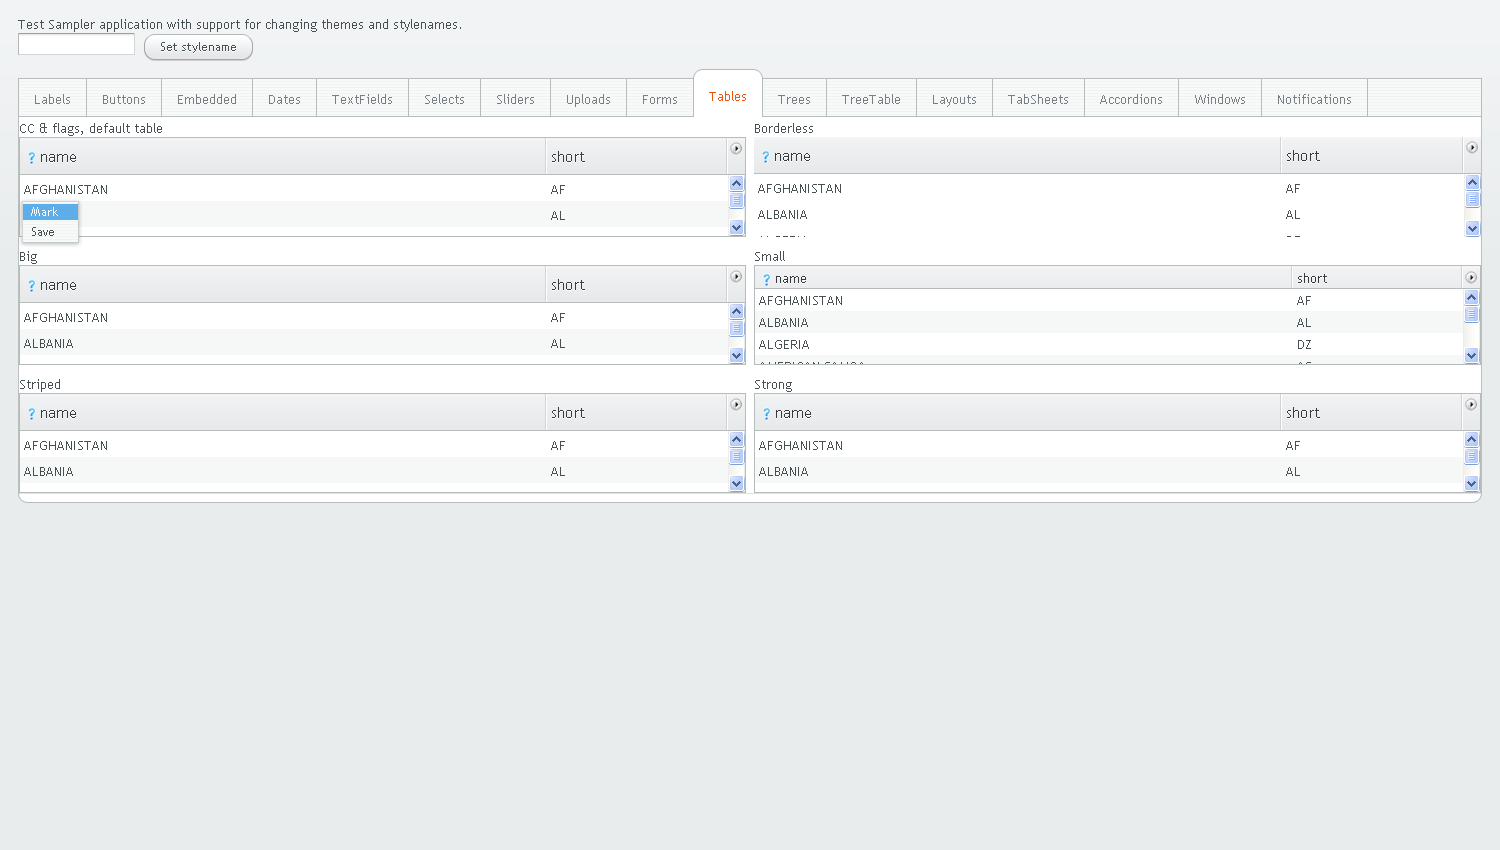 Test Sampler application with support for changing themes and stylenames.
Set stylename
Labels Buttons Embedded Dates TextFields Selects Sliders Uploads Forms Tables Trees TreeTable Layouts TabSheets Accordions Windows Notifications
CC & flags, default table
? name short
AFGHANISTAN AF
AL
Mark
Save
Borderless
? name short
AFGHANISTAN AF
ALBANIA AL
Big
? name short
AFGHANISTAN AF
ALBANIA AL
Small
? name short
AFGHANISTAN AF
ALBANIA AL
ALGERIA DZ
Striped
? name short
AFGHANISTAN AF
ALBANIA AL
Strong
? name short
AFGHANISTAN AF
ALBANIA AL